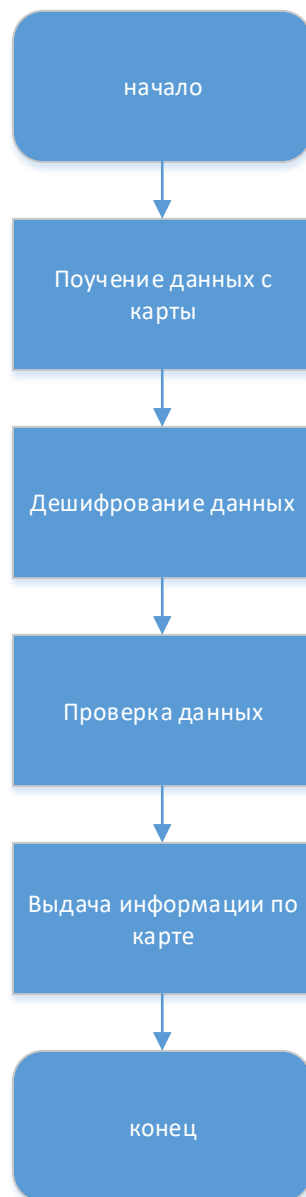 начало
Поучение данных с
карты
Дешифрование данных
Проверка данных
Выдача информации по
карте
конец